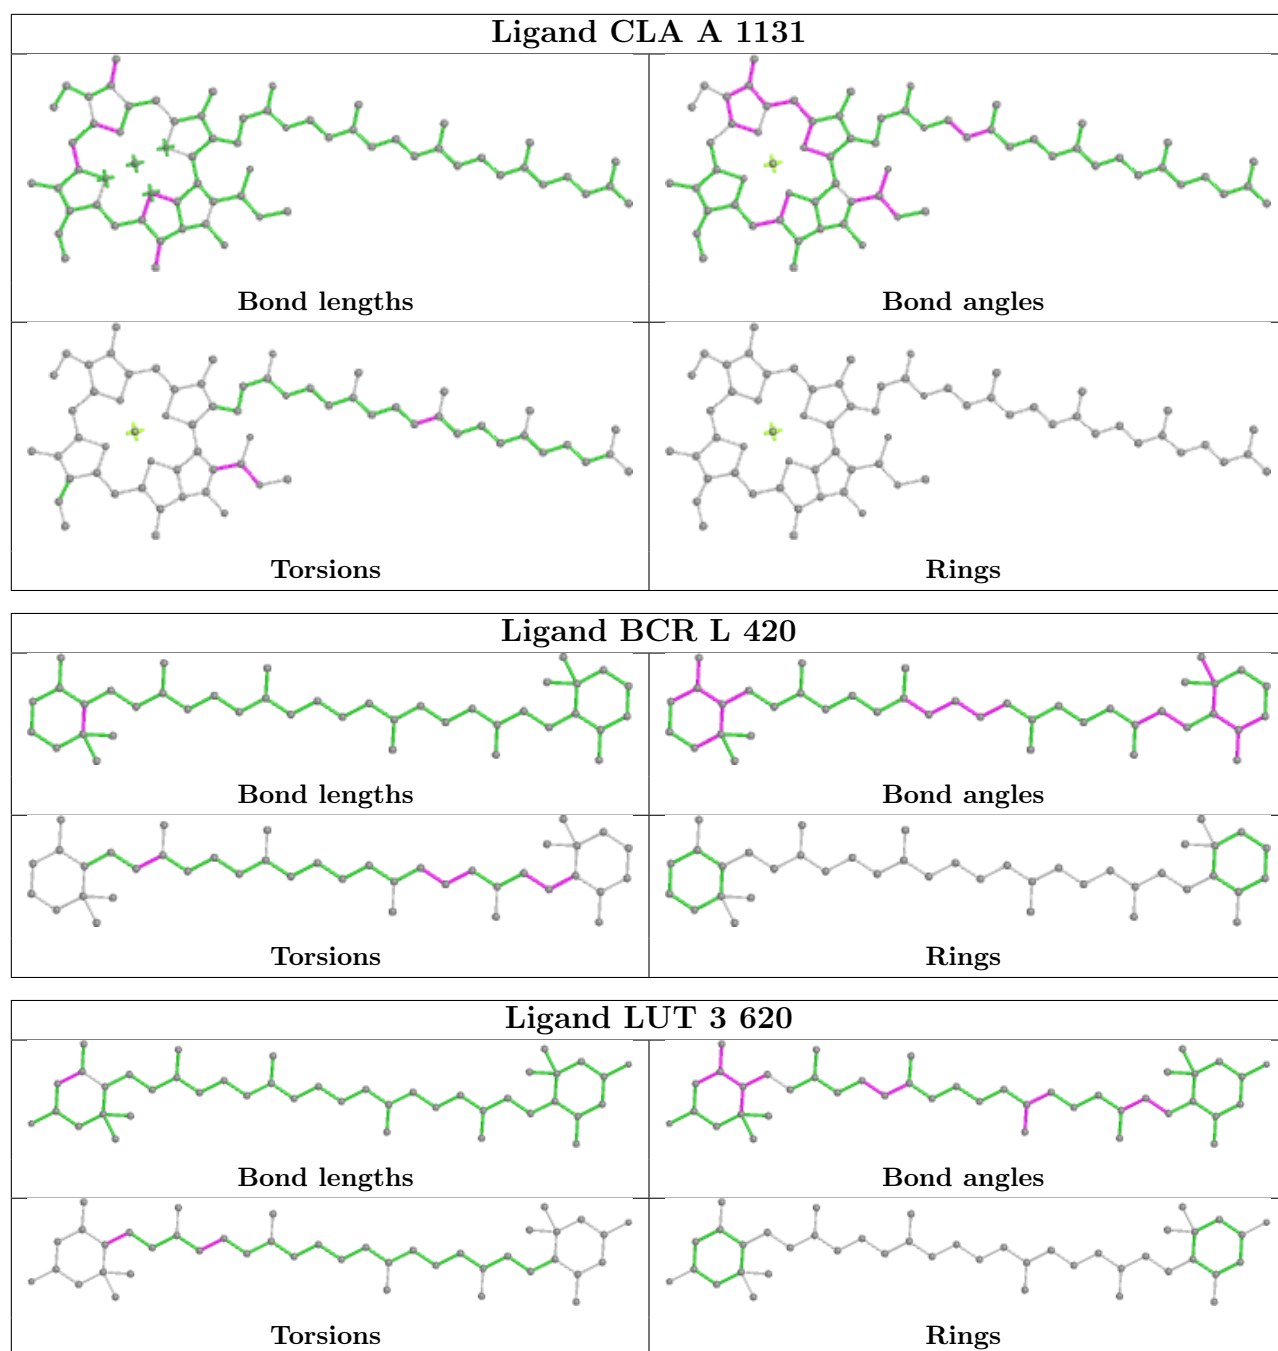 Ligand CLA A 1131
Bond lengths
Bond angles
Torsions
Rings
Ligand BCR L 420
Bond lengths
Bond angles
Torsions
Rings
Ligand LUT 3 620
Bond lengths
Bond angles
Torsions
Rings